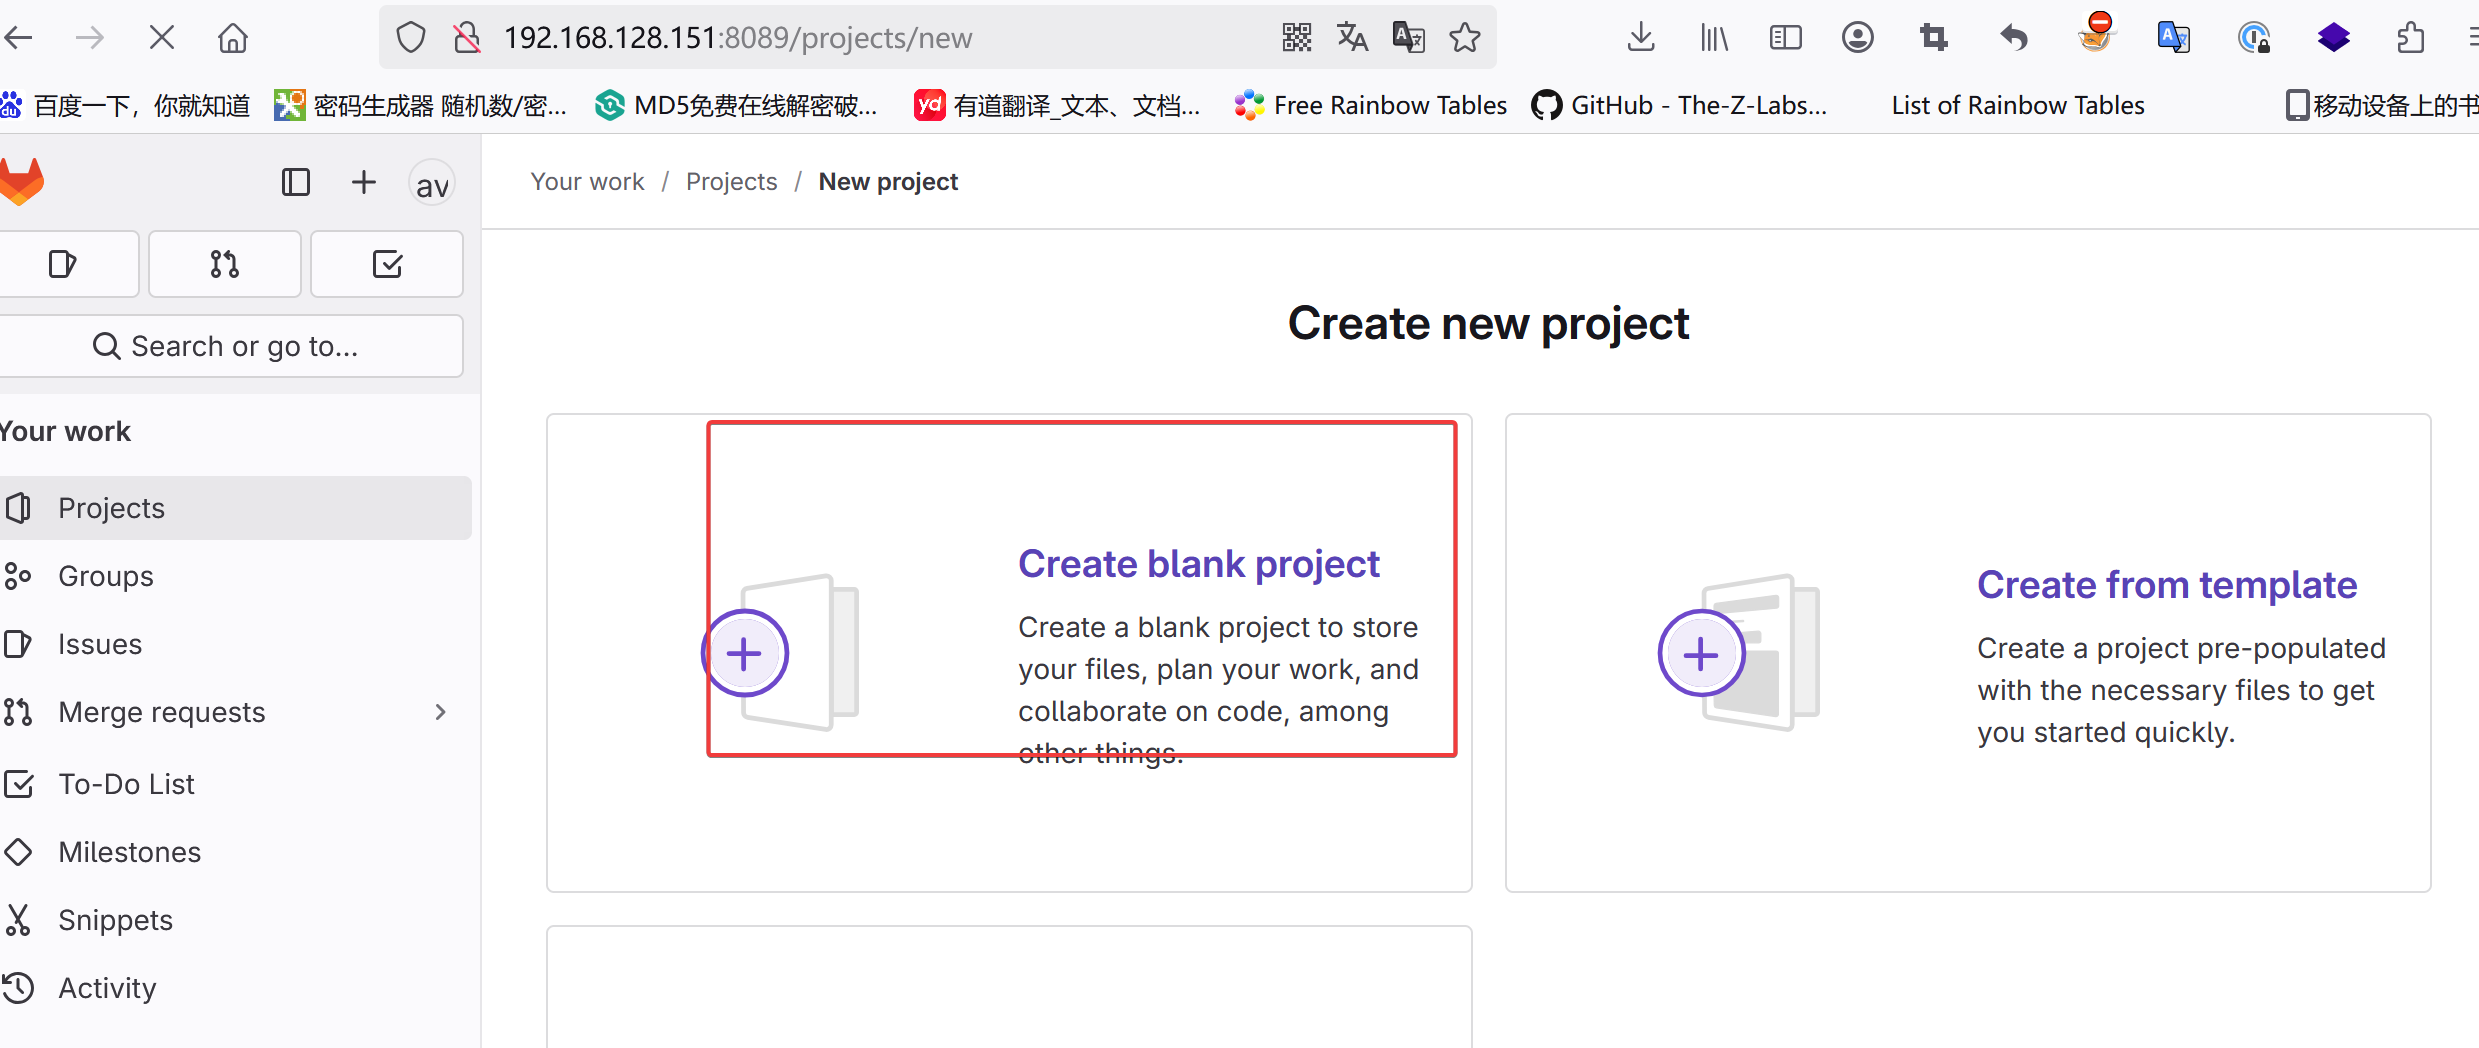 192.168.128.151:8089/projects/new
百度一下，你就知道
密码生成器 随机数/密...
MD5免费在线解密破...
yd
有道翻译_文本、文档...
Free Rainbow Tables
GitHub - The-Z-Labs...
List of Rainbow Tables
移动设备上的书
av
Your work / Projects / New project
Search or go to...
Your work
Projects
Groups
Issues
Merge requests
To-Do List
Milestones
Snippets
Activity
Create new project
Create blank project
Create a blank project to store
your files, plan your work, and
collaborate on code, among
other things.
Create from template
Create a project pre-populated
with the necessary files to get
you started quickly.